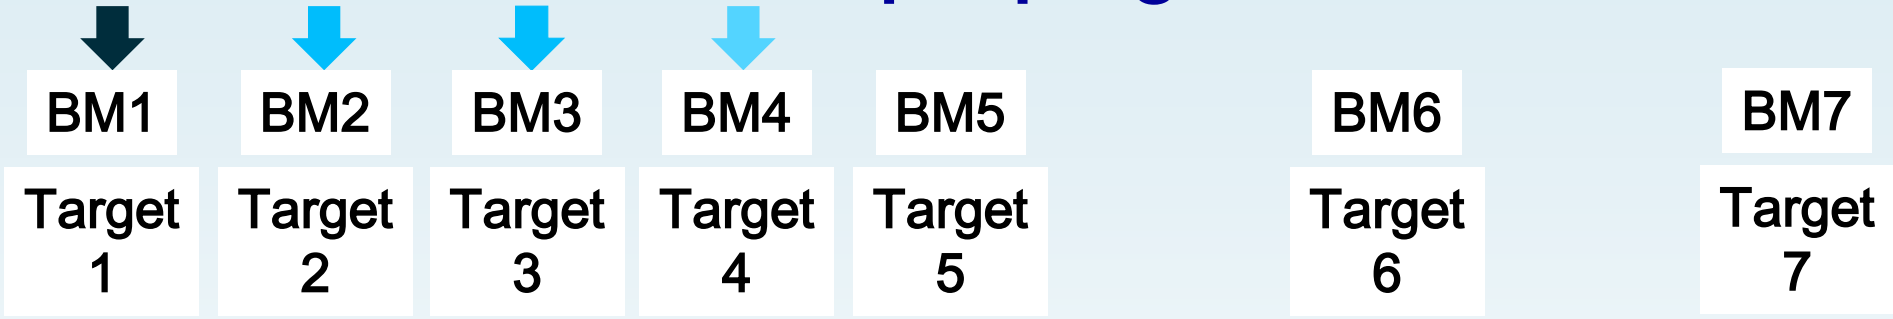 BM1 BM2 BM3 BM4 BM5 BM6 BM7
Target Target Target Target Target Target Target
1 2 3 4 5 6 7